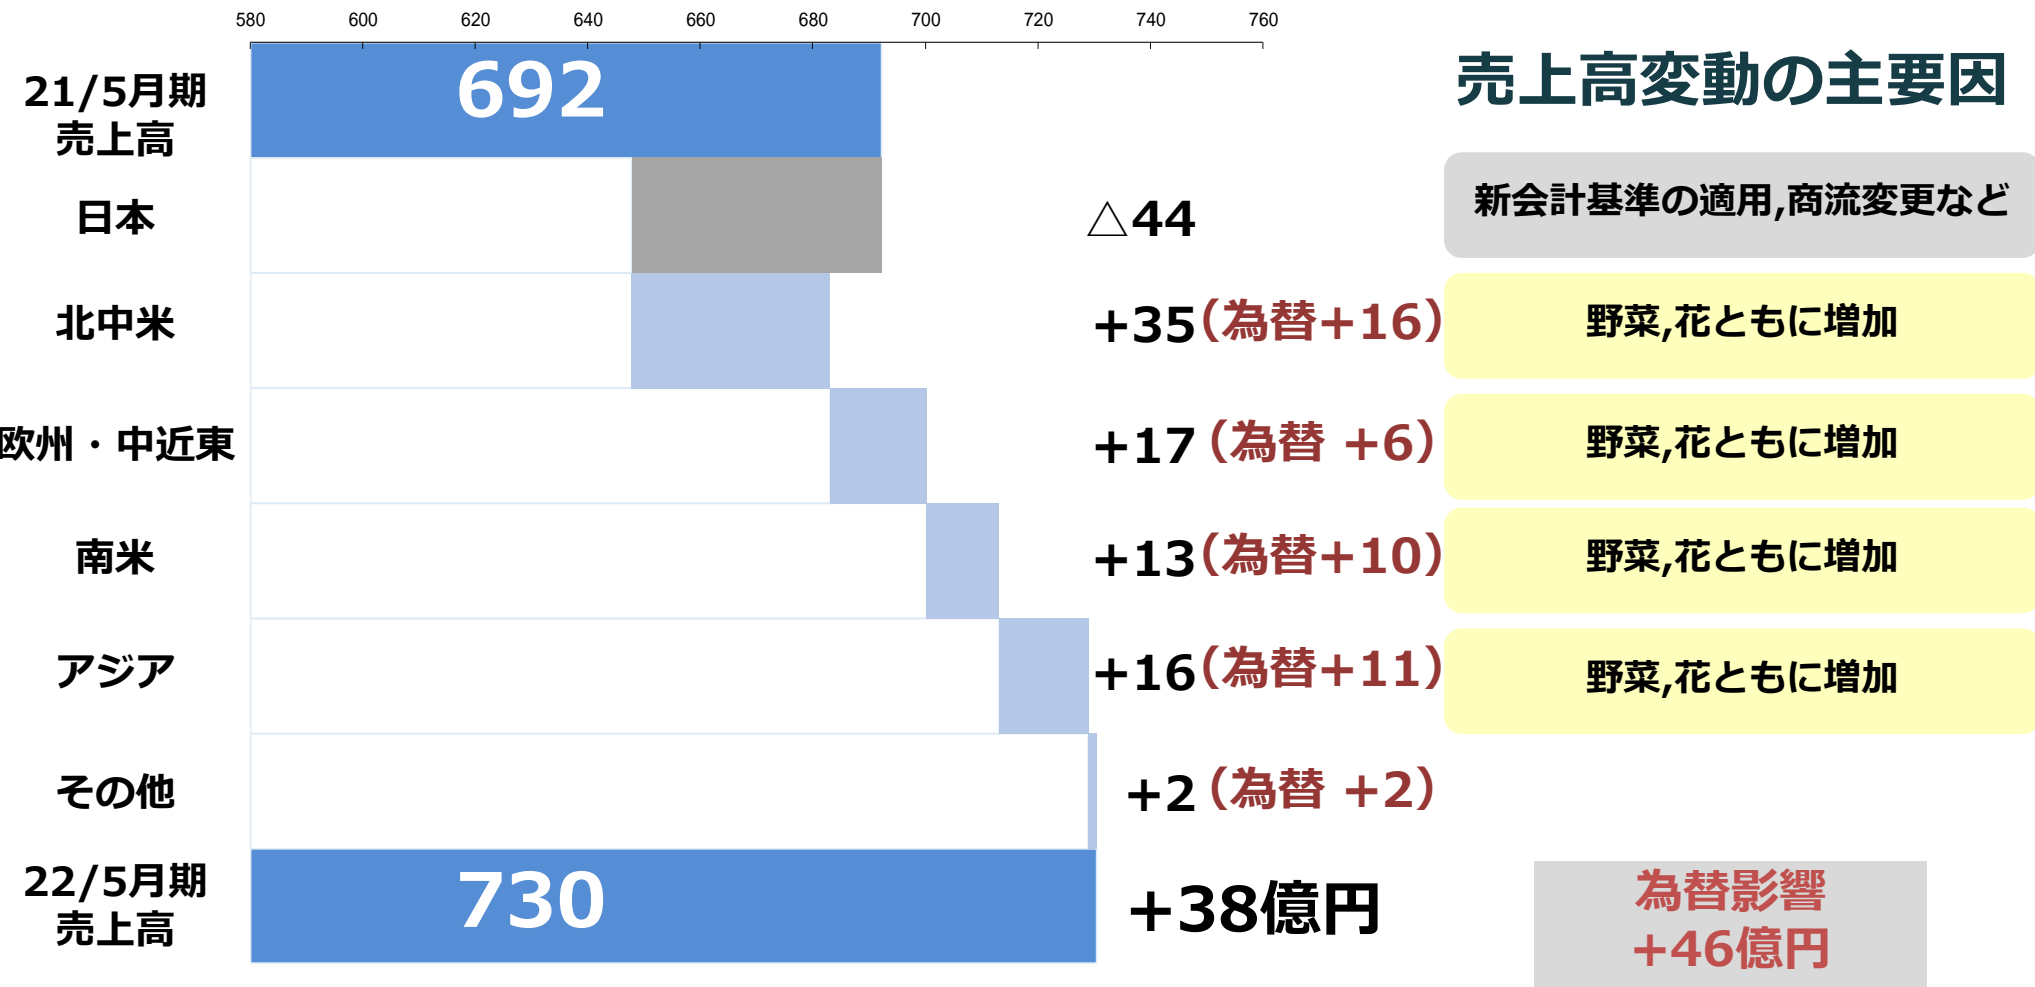 580 600 620 640 660 680 700 720 740 760
売上高変動の主要因
21/5月期
売上高
692
日本
△44
新会計基準の適用,商流変更など
北中米
+35(為替+16)
野菜,花ともに増加
欧州・中近東
+17(為替 +6)
野菜,花ともに増加
南米
+13(為替+10)
野菜,花ともに増加
アジア
+16(為替+11)
野菜,花ともに増加
その他
+2(為替 +2)
22/5月期
売上高
730
+38億円
為替影響
+46億円